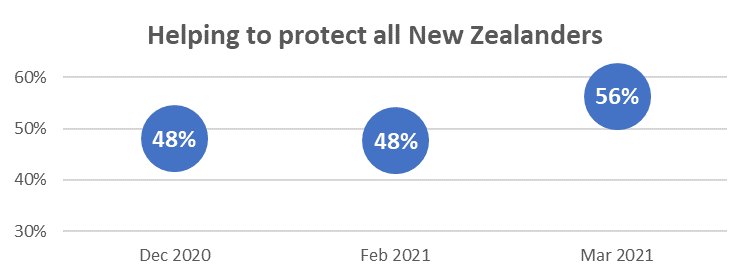 Helping to protect all New Zealanders
60%
56%
50%
48%
48%
40%
30%
Dec 2020
Feb 2021
Mar 2021